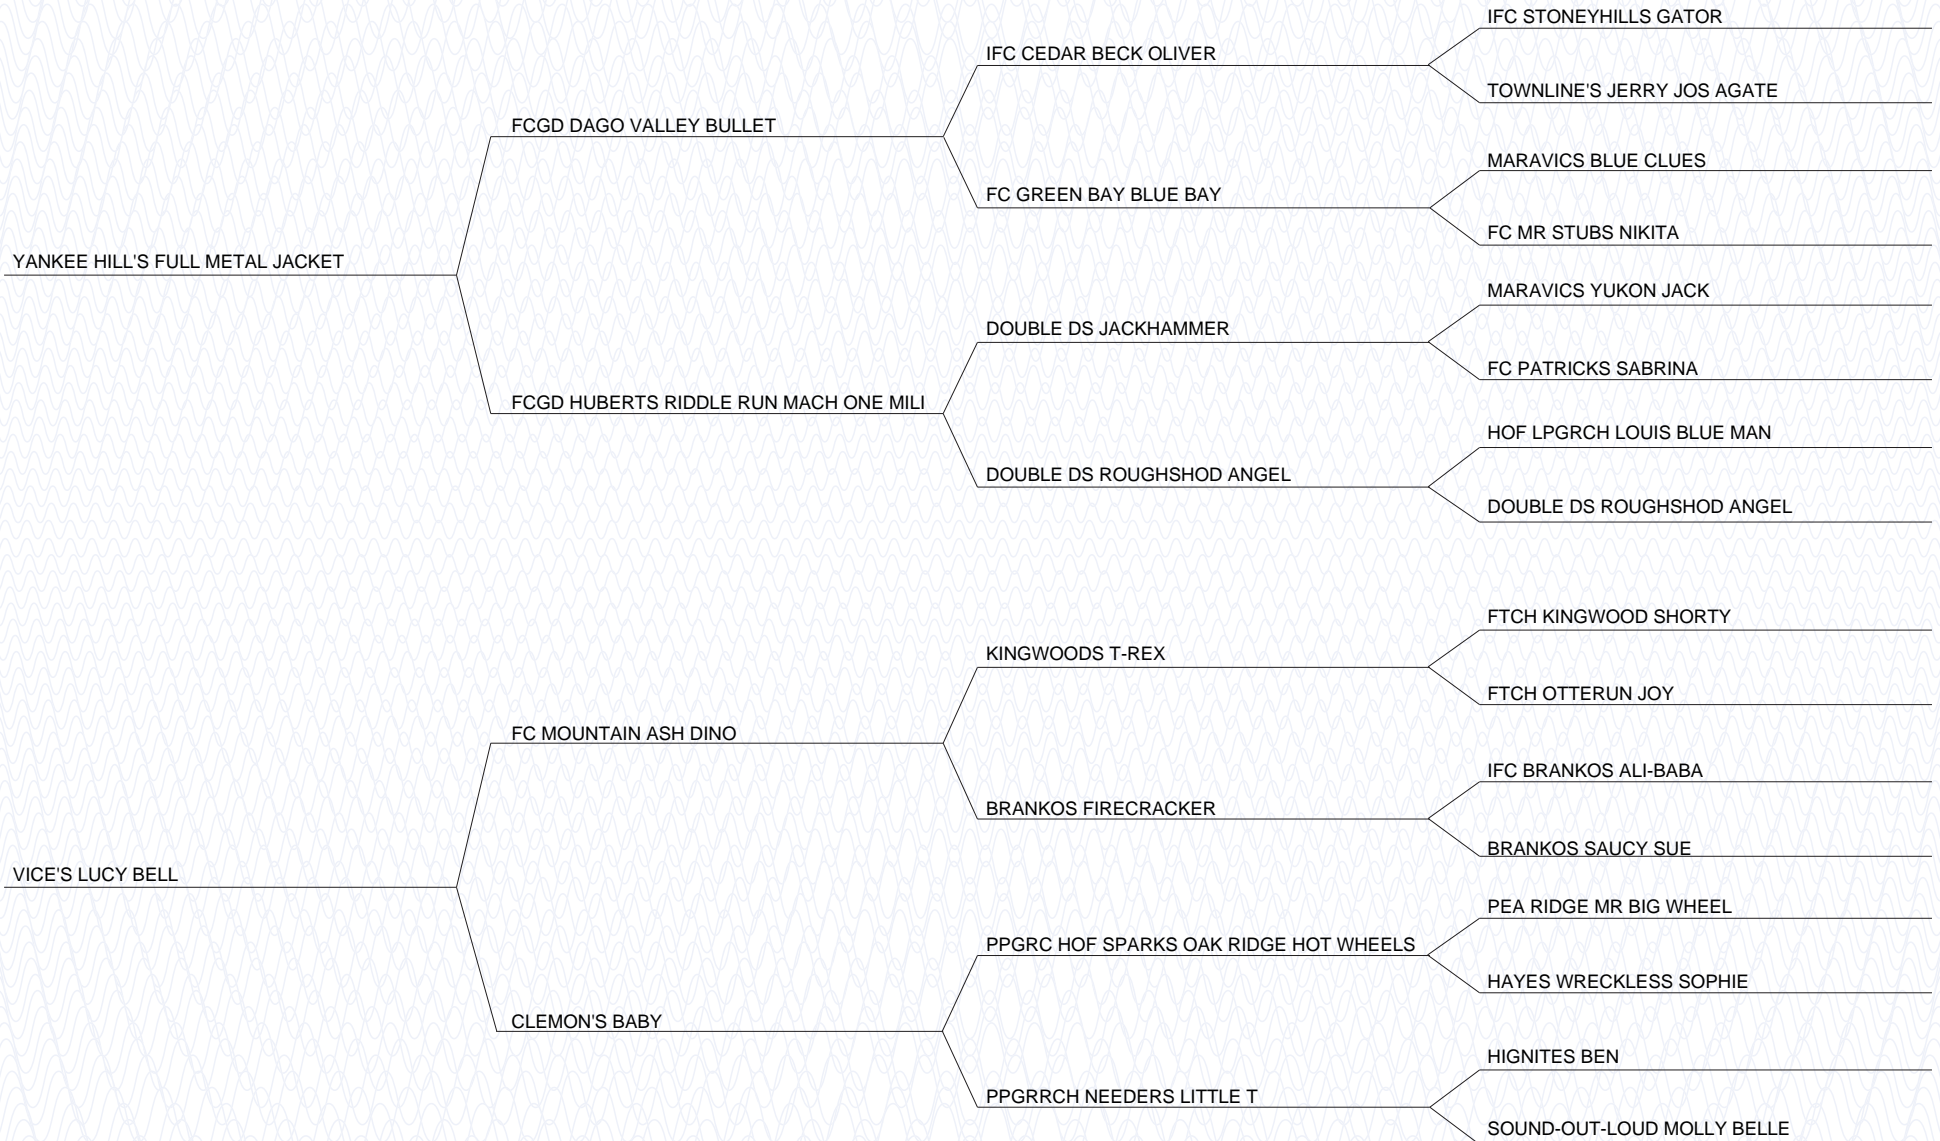 IFC STONEYHILLS GATOR
IFC CEDAR BECK OLIVER
TOWNLINE'S JERRY JOS AGATE
FCGD DAGO VALLEY BULLET
MARAVICS BLUE CLUES
FC GREEN BAY BLUE BAY
FC MR STUBS NIKITA
YANKEE HILL'S FULL METAL JACKET
MARAVICS YUKON JACK
DOUBLE DS JACKHAMMER
FC PATRICKS SABRINA
FCGD HUBERTS RIDDLE RUN MACH ONE MILI
HOF LPGRCH LOUIS BLUE MAN
DOUBLE DS ROUGHSHOD ANGEL
DOUBLE DS ROUGHSHOD ANGEL
FTCH KINGWOOD SHORTY
KINGWOODS T-REX
FTCH OTTERUN JOY
FC MOUNTAIN ASH DINO
IFC BRANKOS ALI-BABA
BRANKOS FIRECRACKER
BRANKOS SAUCY SUE
VICE'S LUCY BELL
PEA RIDGE MR BIG WHEEL
PPGRC HOF SPARKS OAK RIDGE HOT WHEELS
HAYES WRECKLESS SOPHIE
CLEMON'S BABY
HIGNITES BEN
PPGRRCH NEEDERS LITTLE T
SOUND-OUT-LOUD MOLLY BELLE